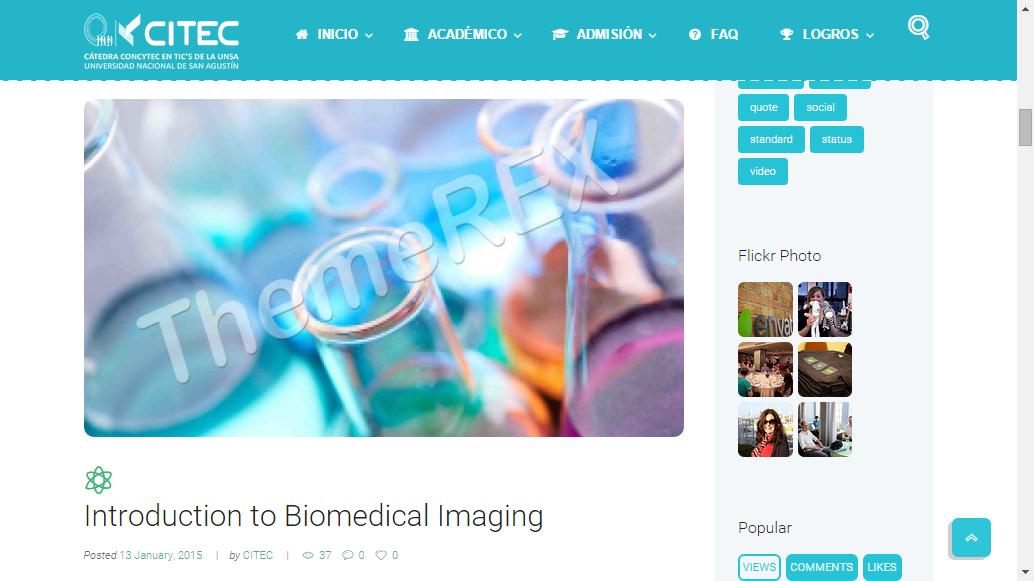 CITEC
CÁTEDRA CONCYTEC EN TIC'S DE LA UNSA
UNIVERSIDAD NACIONAL DE SAN AGUSTÍN
INICIO
ACADÉMICO
ADMISIÓN
FAQ
LOGROS
quote
social
standard
status
video
ThemeREX
Flickr Photo
enva
Introduction to Biomedical Imaging
Posted 13 January, 2015 | by CITEC | 37 0 0
Popular
VIEWS
COMMENTS
LIKES